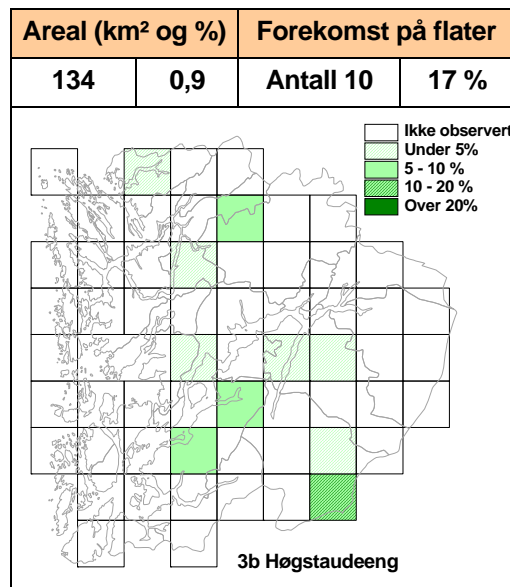 Areal (km² og %) Forekomst på flater
134 0,9 Antall 10 17 %
Ikke observert
Under 5%
5 - 10 %
10 - 20 %
Over 20%
3b Høgstaudeeng